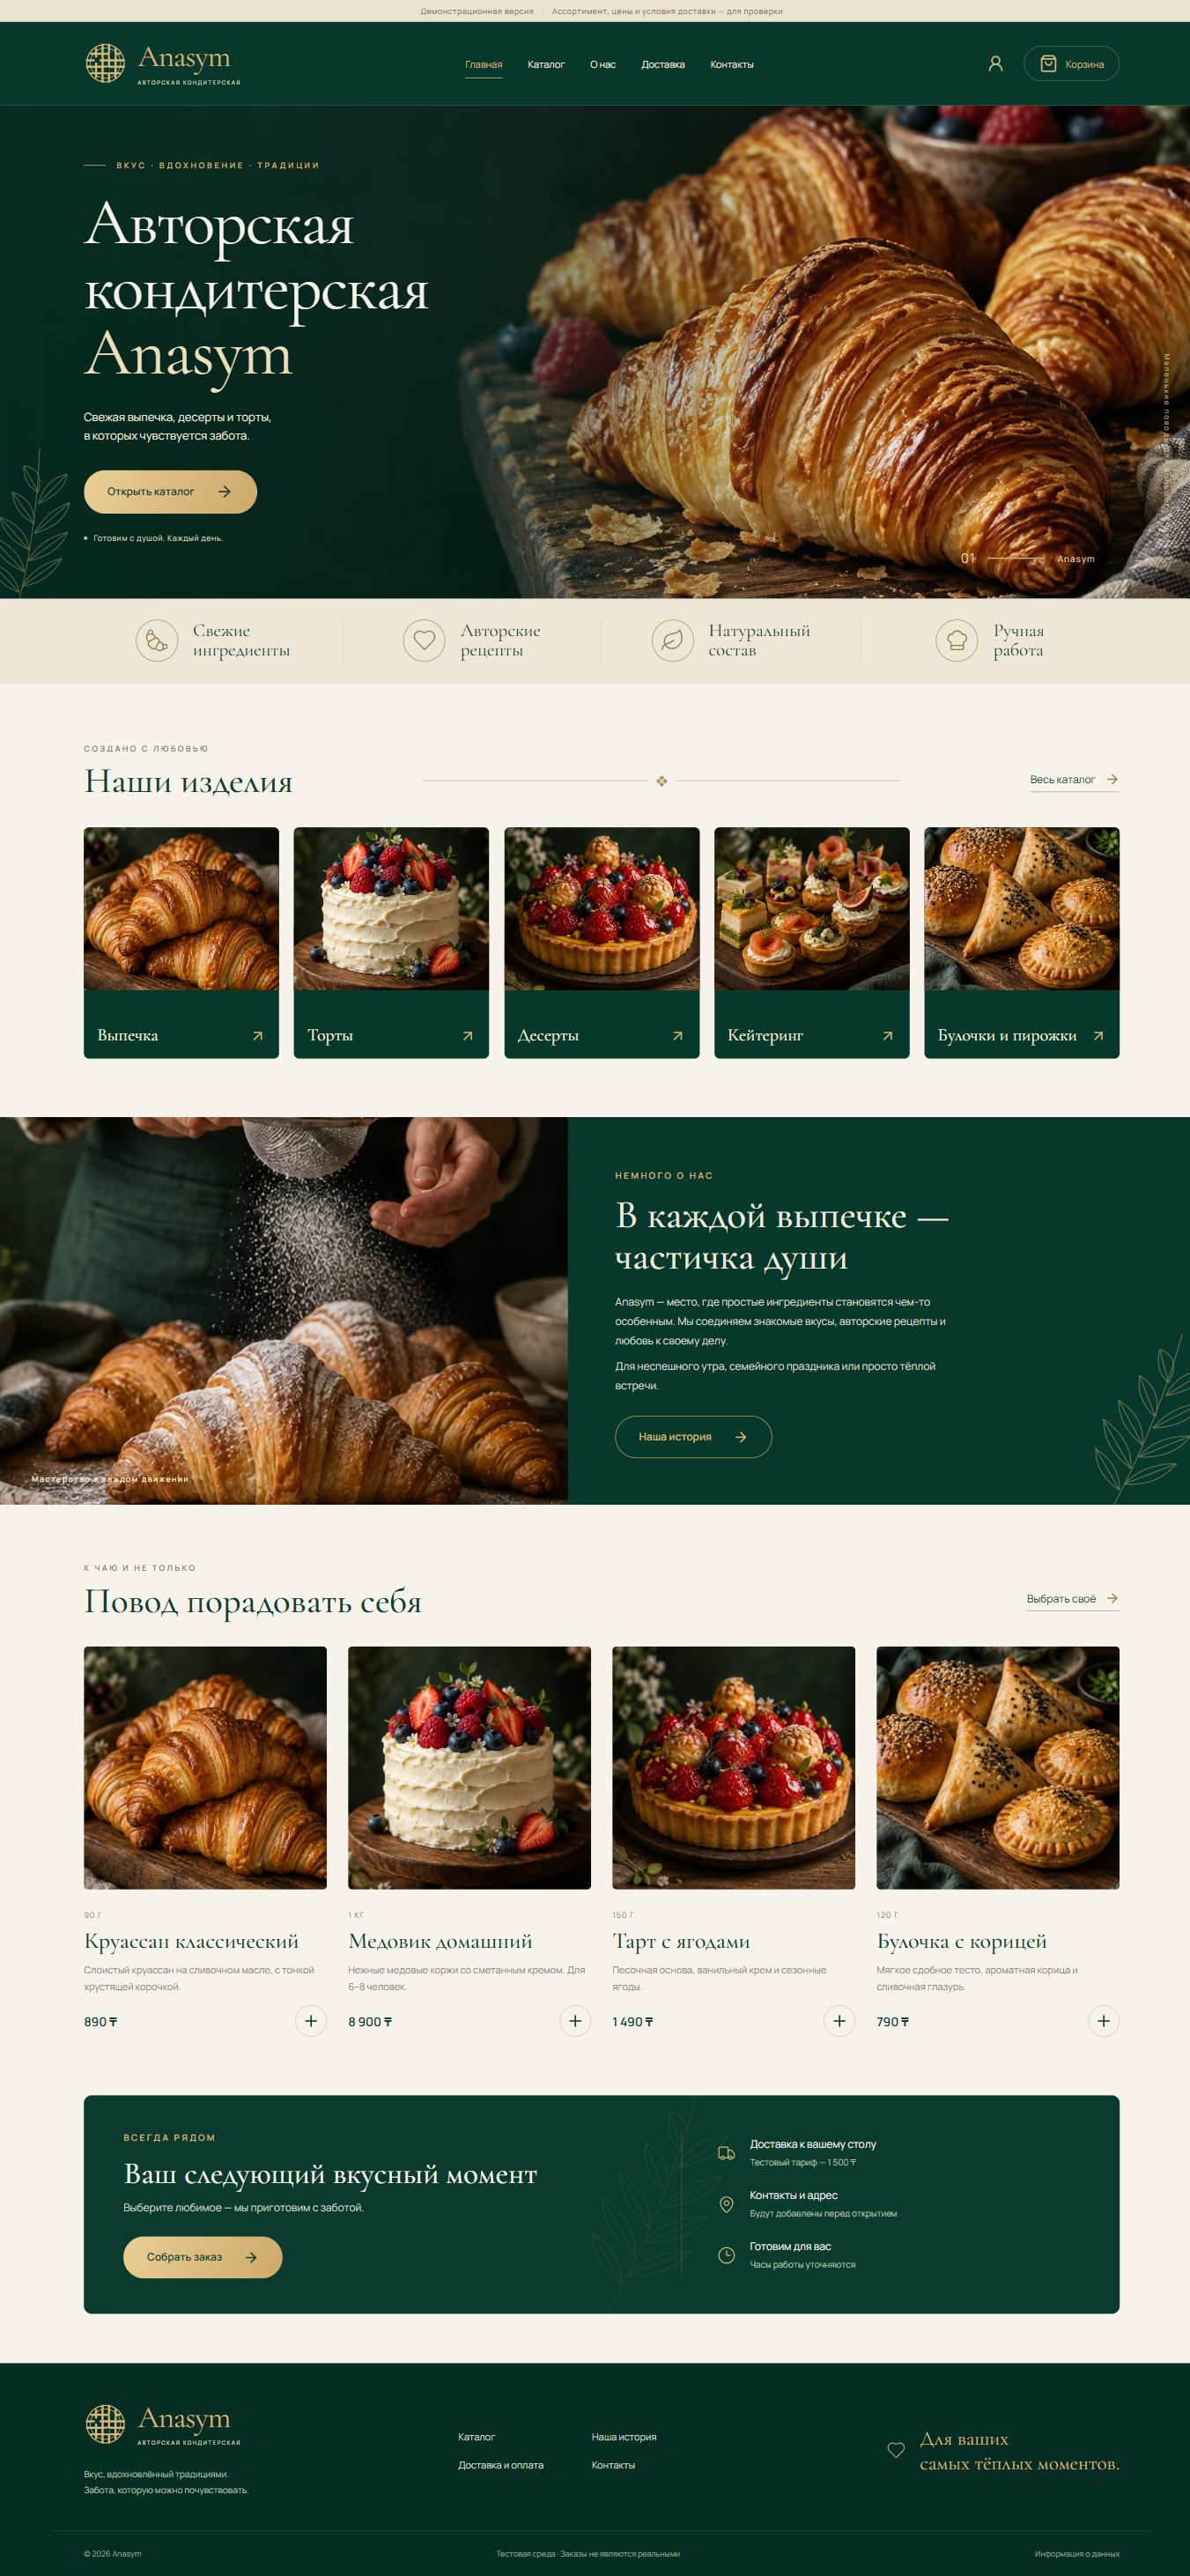 Демонстрационная версия · Ассортимент, цены и условия доставки — для проверки
Anasym
АВТОРСКАЯ КОНДИТЕРСКАЯ
Главная
Каталог
О нас
Доставка
Контакты
Корзина
ВКУС · ВДОХНОВЕНИЕ · ТРАДИЦИИ
Авторская
кондитерская
Anasym
Свежая выпечка, десерты и торты,
в которых чувствуется забота.
Открыть каталог
Готовим с душой. Каждый день.
Маленькие
01
Anasym
Свежие
ингредиенты
Авторские
рецепты
Натуральный
состав
Ручная
работа
СОЗДАНО С ЛЮБОВЬЮ
Наши изделия
Весь каталог
Выпечка
Торты
Десерты
Кейтеринг
Булочки и пирожки
НЕМНОГО О НАС
В каждой выпечке —
частичка души
Anasym — место, где простые ингредиенты становятся чем-то
особенным. Мы соединяем знакомые вкусы, авторские рецепты и
любовь к своему делу.
Для неспешного утра, семейного праздника или просто тёплой
встречи.
Наша история
Мастерство в каждом движении
К ЧАЮ И НЕ ТОЛЬКО
Повод порадовать себя
Выбрать своё
90 Г
Круассан классический
Слоистый круассан на сливочном масле, с тонкой
хрустящей корочкой.
890 ₸
1 КГ
Медовик домашний
Нежные медовые коржи со сметанным кремом. Для
6–8 человек.
8 900 ₸
150 Г
Тарт с ягодами
Песочная основа, ванильный крем и сезонные
ягоды.
1 490 ₸
120 Г
Булочка с корицей
Мягкое сдобное тесто, ароматная корица и
сливочная глазурь.
790 ₸
ВСЕГДА РЯДОМ
Ваш следующий вкусный момент
Выберите любимое — мы приготовим с заботой.
Собрать заказ
Доставка к вашему столу
Тестовый тариф — 1 500 ₸
Контакты и адрес
Будут добавлены перед открытием
Готовим для вас
Часы работы уточняются
Anasym
АВТОРСКАЯ КОНДИТЕРСКАЯ
Вкус, вдохновлённый традициями.
Забота, которую можно почувствовать.
Каталог
Наша история
Доставка и оплата
Контакты
Для ваших
самых тёплых моментов.
© 2026 Anasym
Тестовая среда · Заказы не являются реальными
Информация о данных